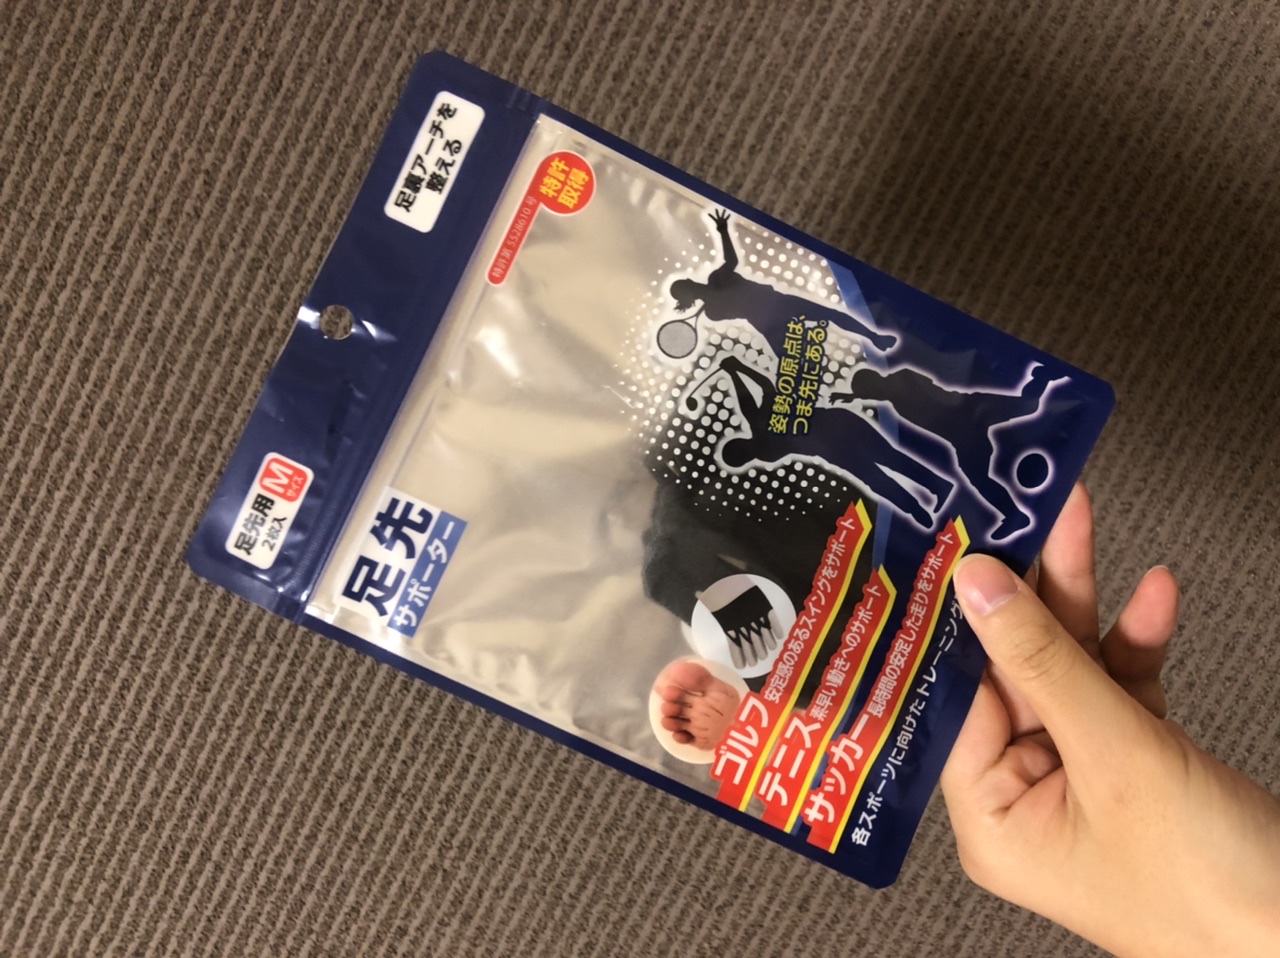 足裏アーチを
整える
足先用
2枚入
M
サイズ
特許
取得
特許第 5528610 号
足先
サポーター
姿勢の原点は、
つま先にある。
ゴルフ 安定感のあるスイングをサポート
テニス 素早い動きへのサポート
サッカー 長時間の安定した走りをサポート
各スポーツに向けたトレーニング